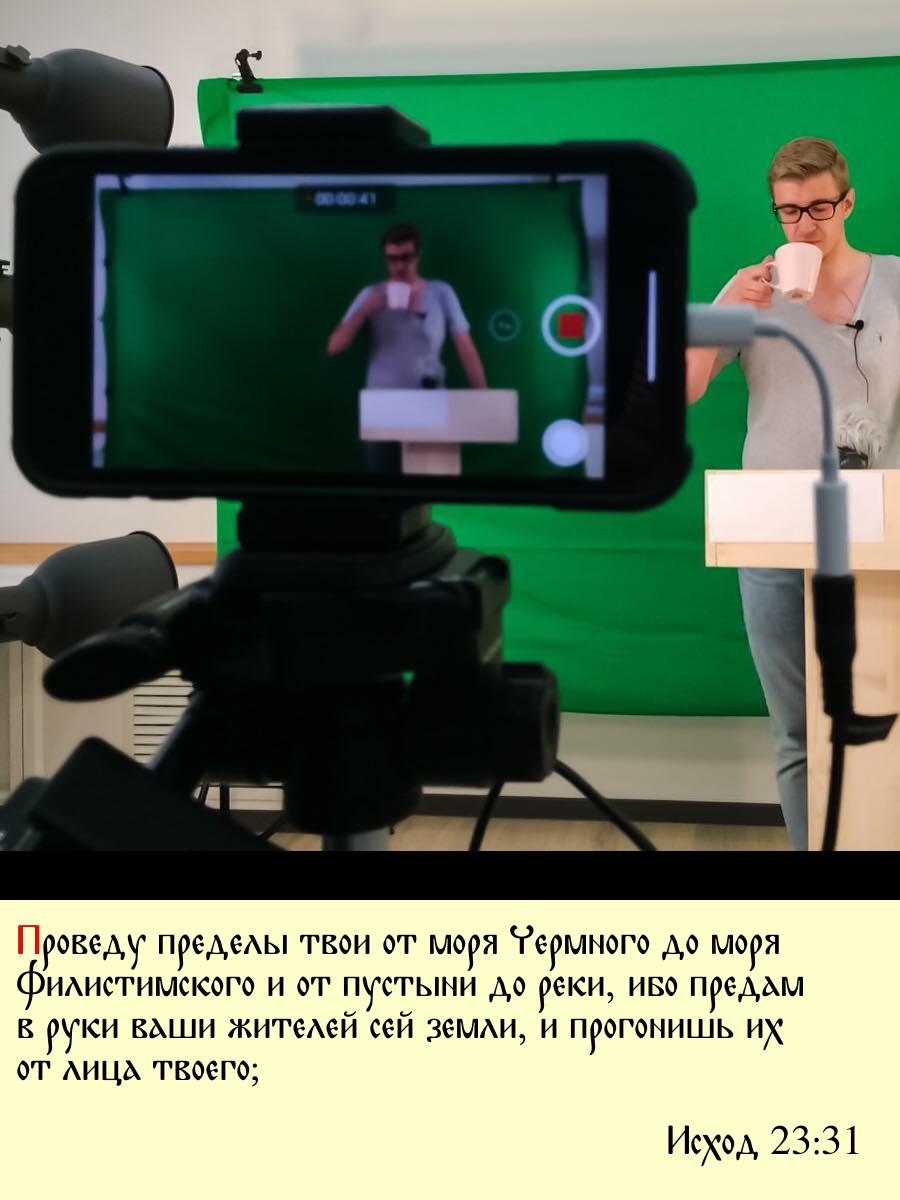 00:00:41
Проведу пределы твои от моря Чермного до моря
Филистимского и от пустыни до реки, ибо предам
в руки ваши жителей сей земли, и прогонишь их
от лица твоего;
Исход 23:31